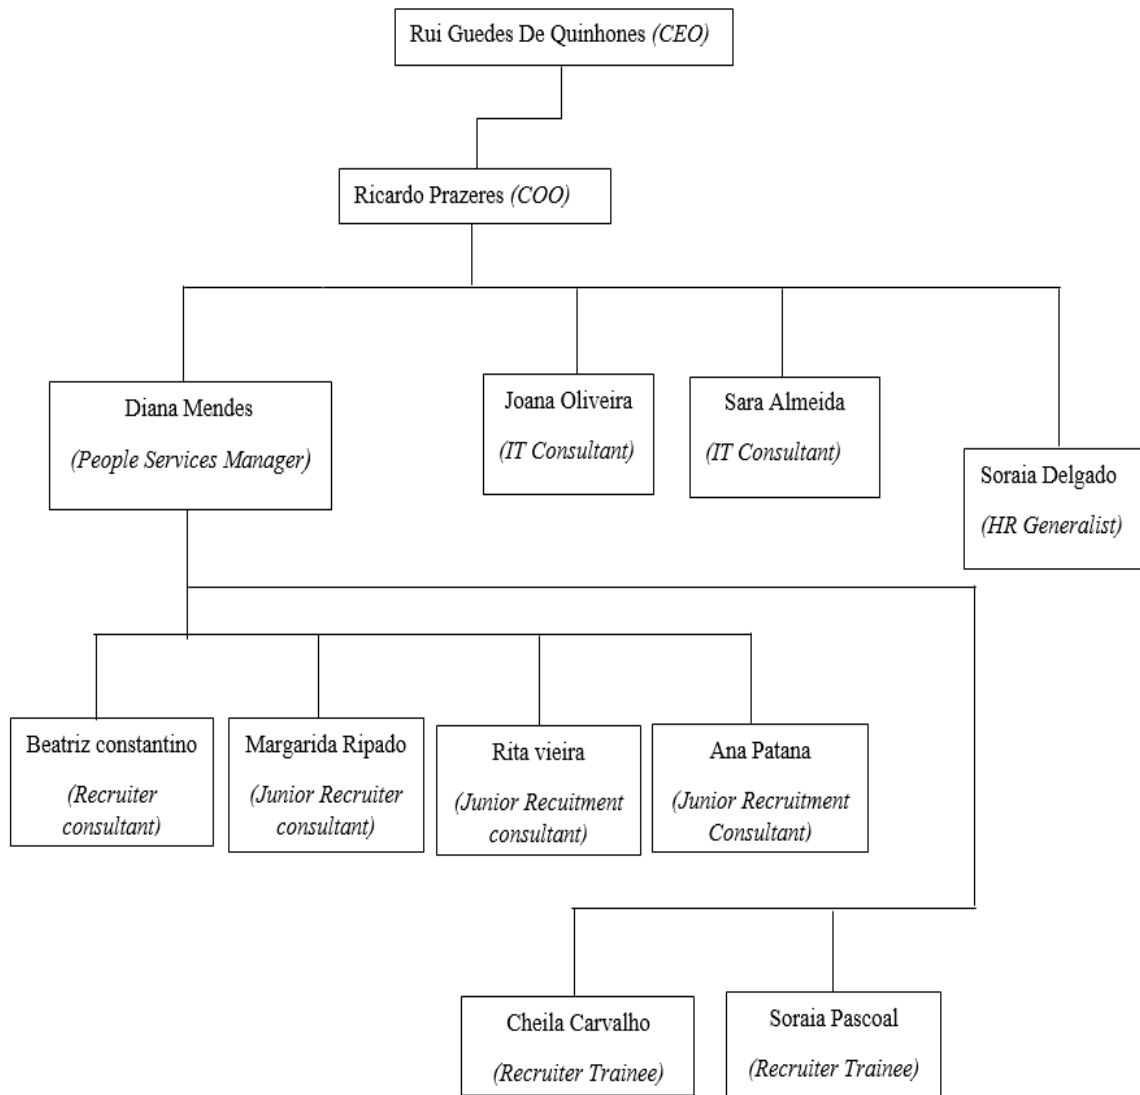 Rui Guedes De Quinhones (CEO)
Ricardo Prazeres (COO)
Diana Mendes
(People Services Manager)
Joana Oliveira
(IT Consultant)
Sara Almeida
(IT Consultant)
Soraia Delgado
(HR Generalist)
Beatriz constantino
(Recruiter
consultant)
Margarida Ripado
(Junior Recruiter
consultant)
Rita vieira
(Junior Recuitment
consultant)
Ana Patana
(Junior Recruitment
Consultant)
Cheila Carvalho
(Recruiter Trainee)
Soraia Pascoal
(Recruiter Trainee)